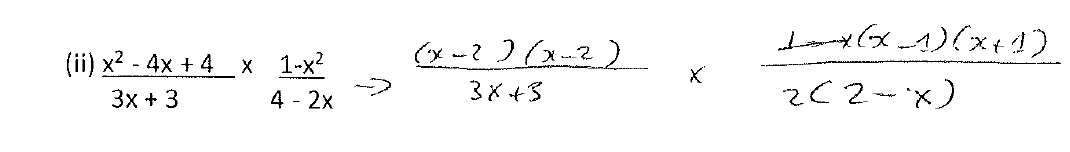 (ii) x² - 4x + 4 x 1-x² → (x-2)(x-2) x (x-1)(x+1)
3x + 3 4 - 2x 3x+3 2(2-x)